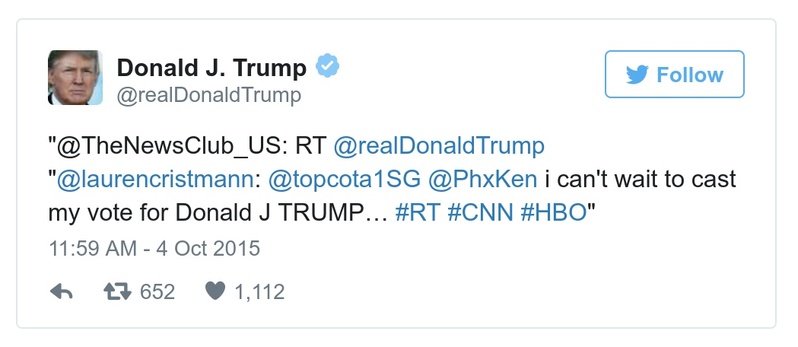 Donald J. Trump
@realDonaldTrump
Follow
"@TheNewsClub_US: RT @realDonaldTrump
"@laurencristmann: @topcota1SG @PhxKen i can't wait to cast
my vote for Donald J TRUMP… #RT #CNN #HBO"
11:59 AM - 4 Oct 2015
652 1,112